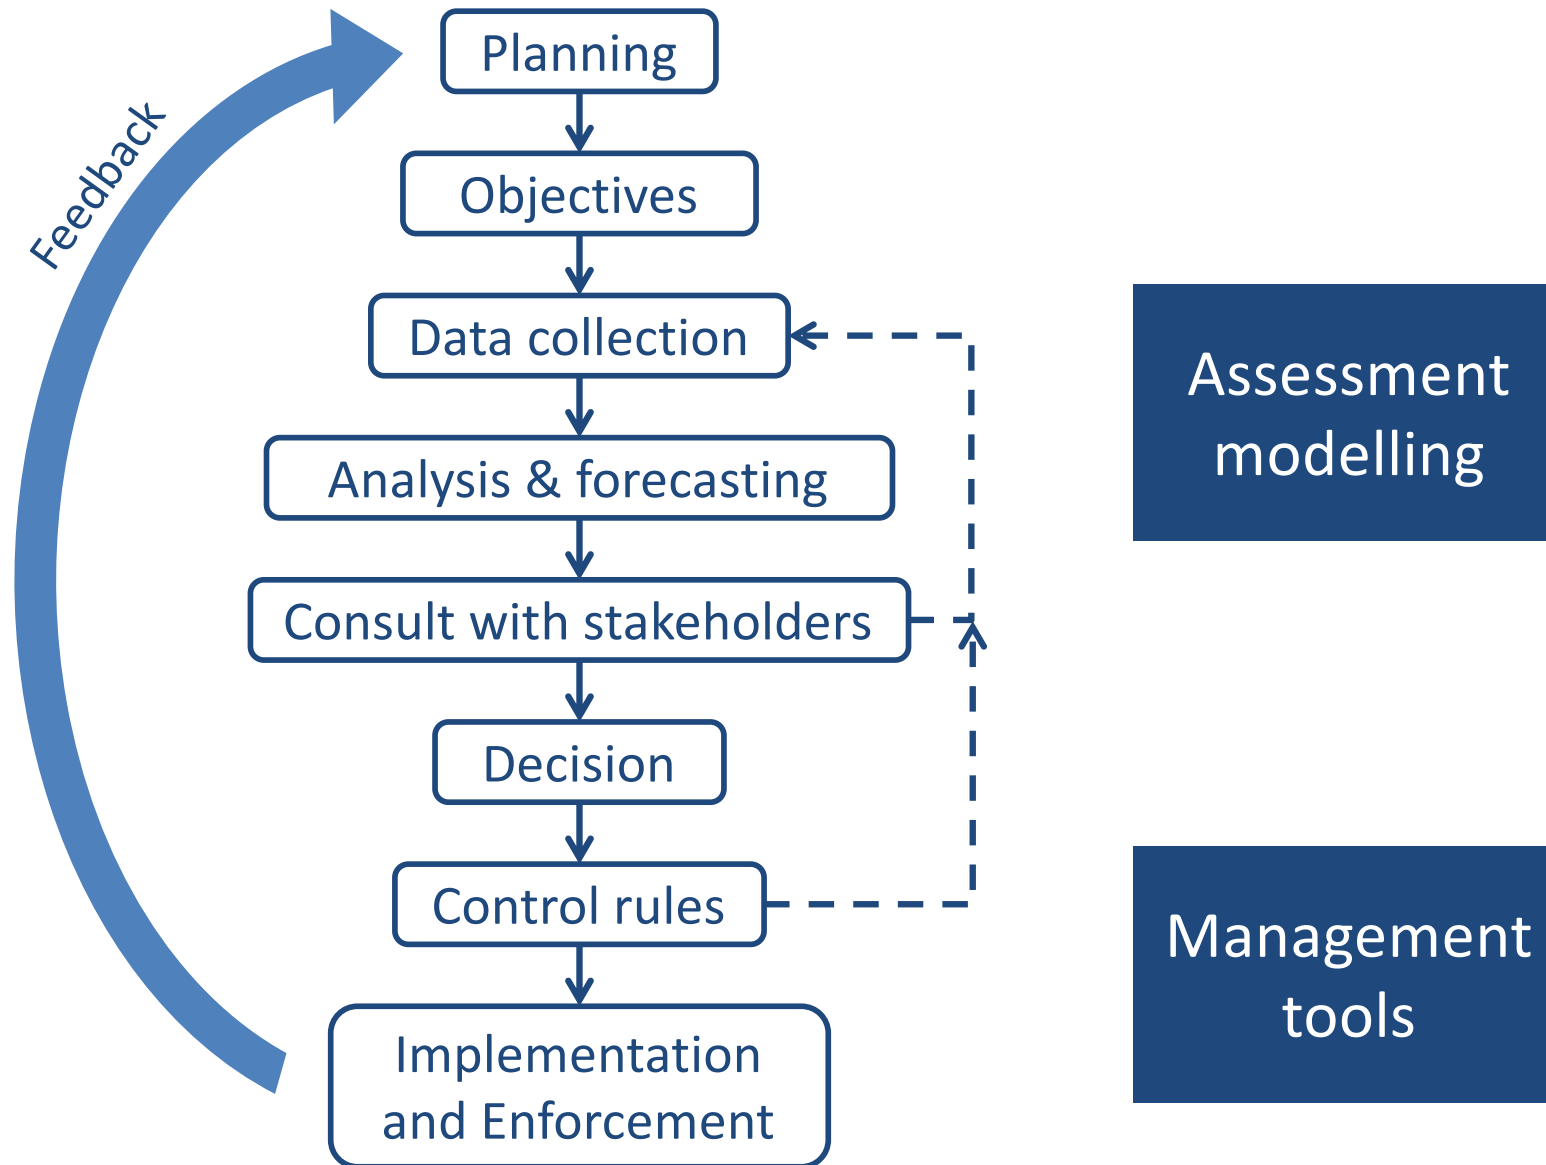 Planning
Feedback
Objectives
Data collection
Assessment
modelling
Analysis & forecasting
Consult with stakeholders
Decision
Control rules
Management
tools
Implementation
and Enforcement